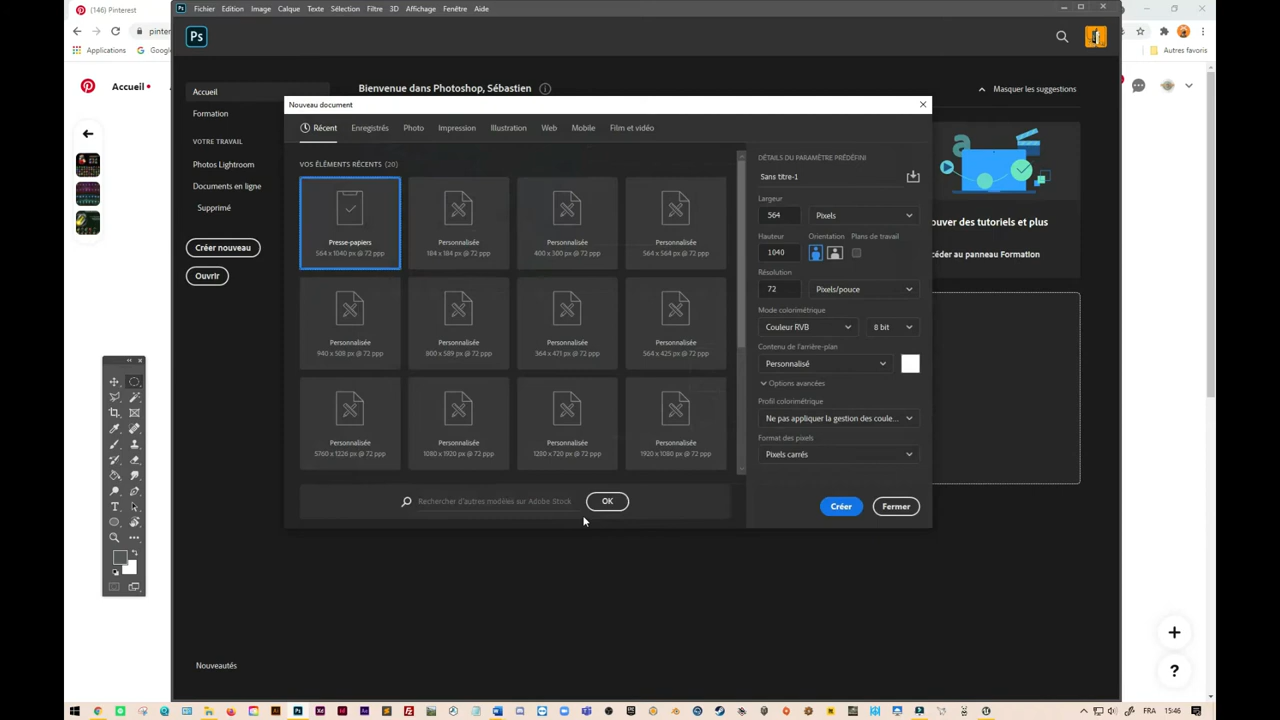 (146) Pinterest
pinter
Applications
Googl
Autres favoris
Accueil
Fichier Edition Image Calque Texte Sélection Filtre 3D Affichage Fenêtre Aide
Ps
Accueil
Formation
VOTRE TRAVAIL
Photos Lightroom
Documents en ligne
Supprimé
Créer nouveau
Ouvrir
Nouveautés
Bienvenue dans Photoshop, Sébastien
Masquer les suggestions
ouver des tutoriels et plus
céder au panneau Formation
Nouveau document
Récent Enregistrés Photo Impression Illustration Web Mobile Film et vidéo
VOS ÉLÉMENTS RÉCENTS (20)
Presse-papiers
564 x 1040 px @ 72 ppp
Personnalisée
184 x 184 px @ 72 ppp
Personnalisée
400 x 300 px @ 72 ppp
Personnalisée
564 x 564 px @ 72 ppp
Personnalisée
940 x 508 px @ 72 ppp
Personnalisée
800 x 589 px @ 72 ppp
Personnalisée
364 x 471 px @ 72 ppp
Personnalisée
564 x 425 px @ 72 ppp
Personnalisée
5760 x 1226 px @ 72 ppp
Personnalisée
1080 x 1920 px @ 72 ppp
Personnalisée
1280 x 720 px @ 72 ppp
Personnalisée
1920 x 1080 px @ 72 ppp
Rechercher d'autres modèles sur Adobe Stock
OK
DÉTAILS DU PARAMÈTRE PRÉDÉFINI
Sans titre-1
Largeur
564 Pixels
Hauteur Orientation Plans de travail
1040
Résolution
72 Pixels/pouce
Mode colorimétrique
Couleur RVB 8 bit
Contenu de l'arrière-plan
Personnalisé
Options avancées
Profil colorimétrique
Ne pas appliquer la gestion des coule...
Format des pixels
Pixels carrés
Créer Fermer
FRA 15:46